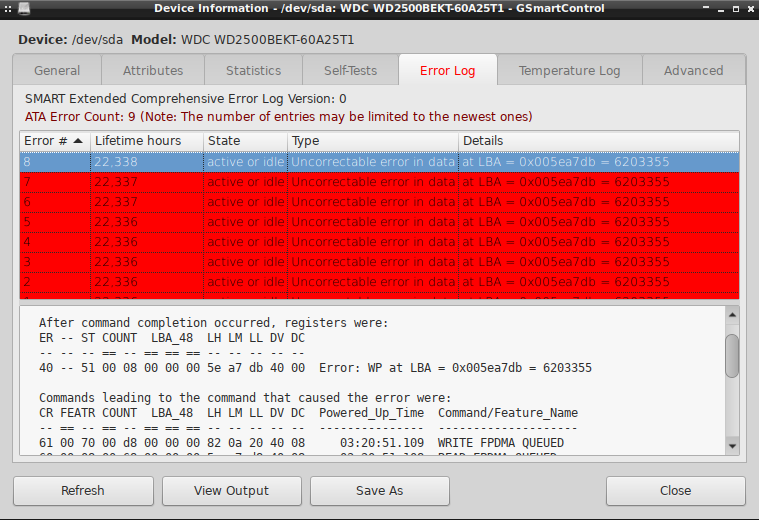 Device Information - /dev/sda: WDC WD2500BEKT-60A25T1 - GSmartControl
Device: /dev/sda Model: WDC WD2500BEKT-60A25T1
General Attributes Statistics Self-Tests Error Log Temperature Log Advanced
SMART Extended Comprehensive Error Log Version: 0
ATA Error Count: 9 (Note: The number of entries may be limited to the newest ones)
Error # Lifetime hours State Type Details
8 22,338 active or idle Uncorrectable error in data at LBA = 0x005ea7db = 6203355
7 22,337 active or idle Uncorrectable error in data at LBA = 0x005ea7db = 6203355
6 22,337 active or idle Uncorrectable error in data at LBA = 0x005ea7db = 6203355
5 22,336 active or idle Uncorrectable error in data at LBA = 0x005ea7db = 6203355
4 22,336 active or idle Uncorrectable error in data at LBA = 0x005ea7db = 6203355
3 22,336 active or idle Uncorrectable error in data at LBA = 0x005ea7db = 6203355
2 22,336 active or idle Uncorrectable error in data at LBA = 0x005ea7db = 6203355
After command completion occurred, registers were:
ER -- ST COUNT LBA_48 LH LM LL DV DC
-- -- -- == -- == == == -- -- -- -- --
40 -- 51 00 08 00 00 00 5e a7 db 40 00 Error: WP at LBA = 0x005ea7db = 6203355
Commands leading to the command that caused the error were:
CR FEATR COUNT LBA_48 LH LM LL DV DC Powered_Up_Time Command/Feature_Name
-- == -- == -- == == == -- -- -- -- -- --------------- --------------------
61 00 70 00 d8 00 00 00 82 0a 20 40 08 03:20:51.109 WRITE FPDMA QUEUED
Refresh View Output Save As Close